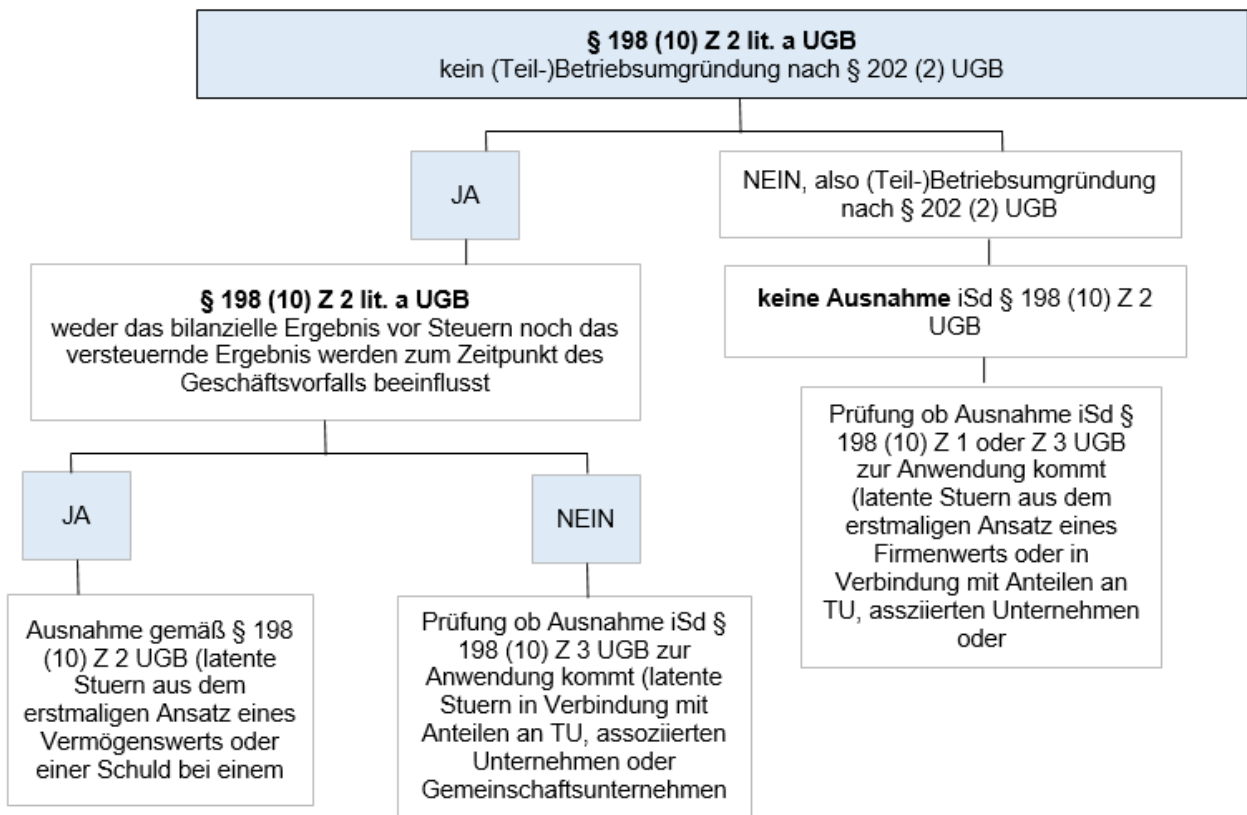 § 198 (10) Z 2 lit. a UGB
kein (Teil-)Betriebsumgründung nach § 202 (2) UGB
JA
NEIN, also (Teil-)Betriebsumgründung
nach § 202 (2) UGB
§ 198 (10) Z 2 lit. a UGB
weder das bilanzielle Ergebnis vor Steuern noch das
versteuernde Ergebnis werden zum Zeitpunkt des
Geschäftsvorfalls beeinflusst
keine Ausnahme iSd § 198 (10) Z 2
UGB
JA
NEIN
Prüfung ob Ausnahme iSd §
198 (10) Z 1 oder Z 3 UGB
zur Anwendung kommt
(latente Stuern aus dem
erstmaligen Ansatz eines
Firmenwerts oder in
Verbindung mit Anteilen an
TU, assziierten Unternehmen
oder
Ausnahme gemäß § 198
(10) Z 2 UGB (latente
Stuern aus dem
erstmaligen Ansatz eines
Vermögenswerts oder
einer Schuld bei einem
Prüfung ob Ausnahme iSd §
198 (10) Z 3 UGB zur
Anwendung kommt (latente
Stuern in Verbindung mit
Anteilen an TU, assoziierten
Unternehmen oder
Gemeinschaftsunternehmen